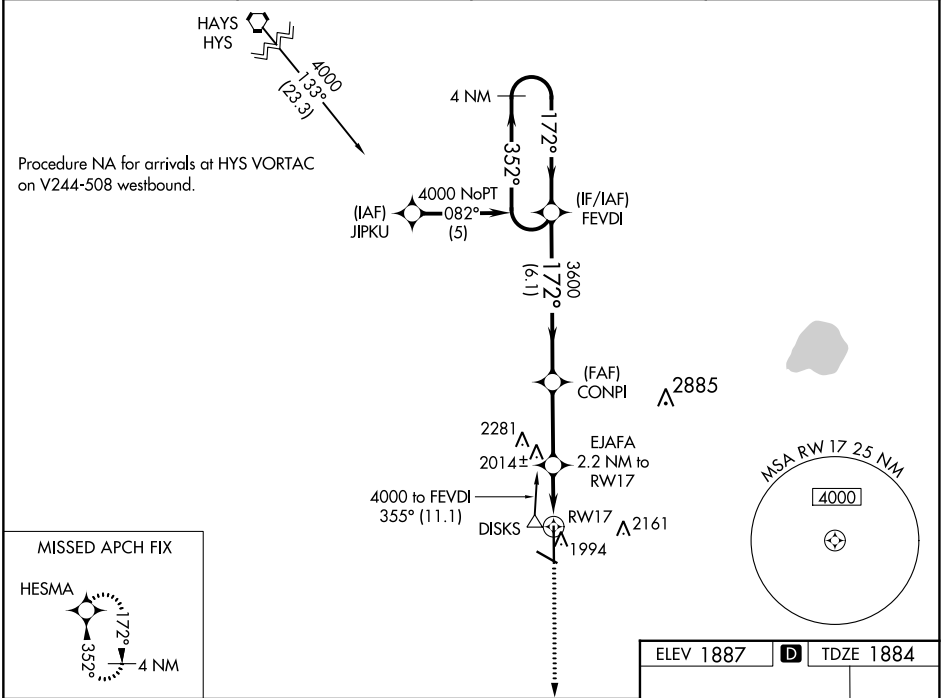 HAYS
HYS
4000
133°
(23.3)
4 NM
172°
352°
Procedure NA for arrivals at HYS VORTAC
on V244-508 westbound.
4000 NoPT
(IAF)
JIPKU
082°
(5)
(IF/IAF)
FEVDI
3600
172°
(6.1)
(FAF)
CONPI
2885
2281
2014±
EJAFA
2.2 NM to
RW17
MSA RW 17 25 NM
4000
4000 to FEVDI
355° (11.1)
DISKS
RW17
2161
1994
MISSED APCH FIX
HESMA
172°
352°
4 NM
ELEV 1887 D TDZE 1884